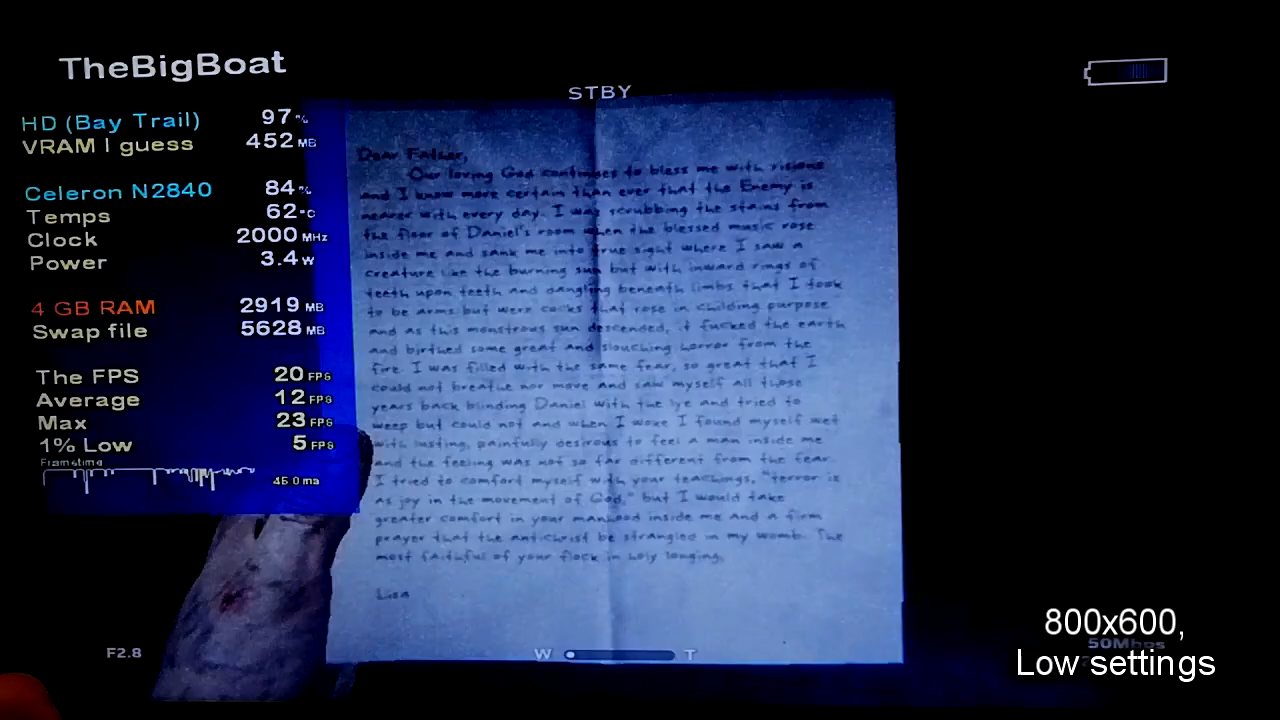 TheBigBoat
STBY
HD (Bay Trail) 97 %
VRAM I guess 452 MB
Celeron N2840 84 %
Temps 62 °C
Clock 2000 MHz
Power 3.4 W
4 GB RAM 2919 MB
Swap file 5628 MB
The FPS 20 FPS
Average 12 FPS
Max 23 FPS
1% Low 5 FPS
Framstima
46.0 ma
Dear Father,
Our loving God continues to bless me with visions
and I know more certain than ever that the Enemy is
nearer with every day. I was scrubbing the stains from
the floor of Daniel's room when the blessed music rose
inside me and sank me into true sight where I saw a
creature like the burning sun but with inward rings of
teeth upon teeth and dangling beneath limbs that I took
to be arms but were cocks that rose in childing purpose
and as this monstrous sun descended, it fucked the earth
and birthed some great and slouching horror from the
fire. I was filled with the same fear, so great that I
could not breathe nor move and saw myself all those
years back blinding Daniel with the lye and tried to
weep but could not and when I woke I found myself wet
with lusting, painfully desirous to feel a man inside me
and the feeling was not so far different from the fear.
I tried to comfort myself with your teachings, "terror is
as joy in the movement of God," but I would take
greater comfort in your manhood inside me and a firm
prayer that the antichrist be strangled in my womb. The
most faithful of your flock in holy longing,
Lisa
F2.8
W T
50Mbps
800x600,
Low settings